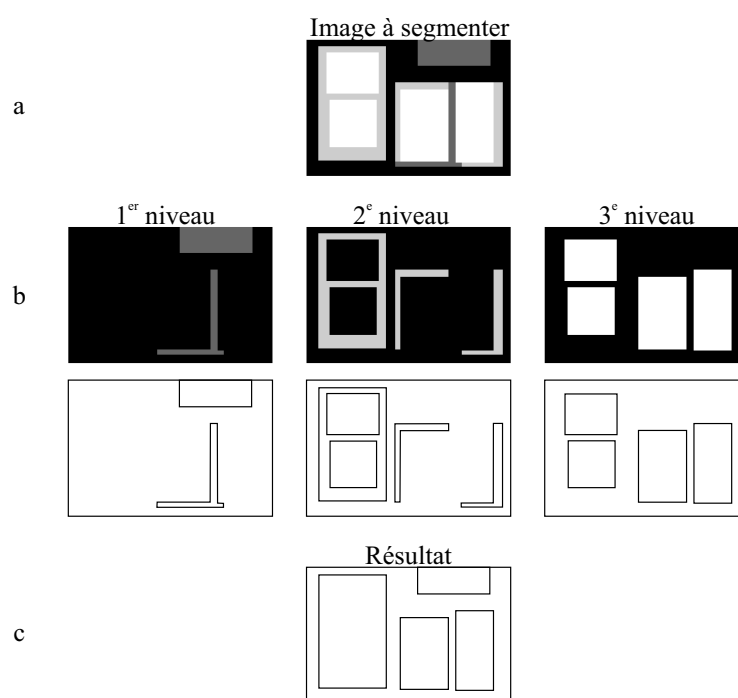 Image à segmenter
a
1er niveau 2e niveau 3e niveau
b
Résultat
c